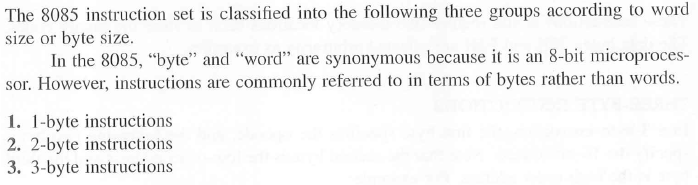 The 8085 instruction set is classified into the following three groups according to word
size or byte size.
In the 8085, “byte” and “word” are synonymous because it is an 8-bit microproces-
sor. However, instructions are commonly referred to in terms of bytes rather than words.
1. 1-byte instructions
2. 2-byte instructions
3. 3-byte instructions